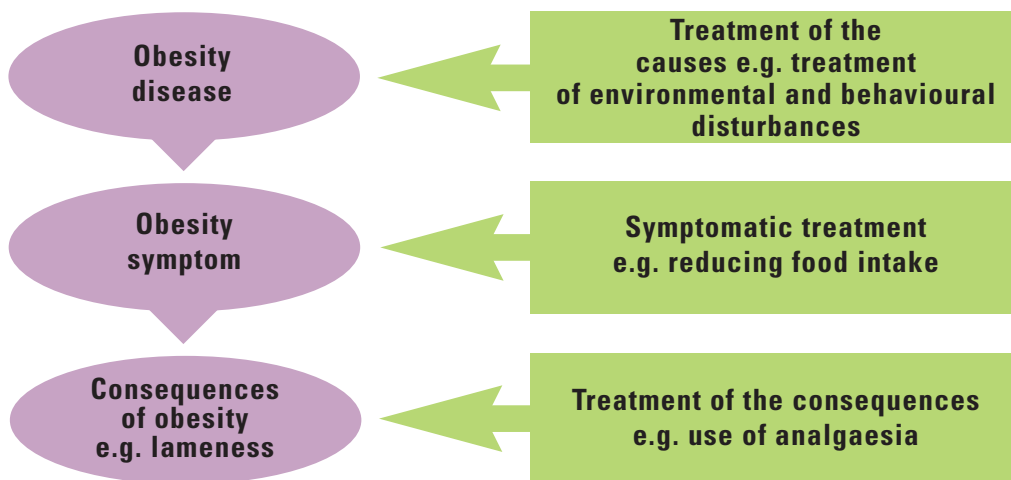 Obesity
disease
Treatment of the
causes e.g. treatment
of environmental and behavioural
disturbances
Obesity
symptom
Symptomatic treatment
e.g. reducing food intake
Consequences
of obesity
e.g. lameness
Treatment of the consequences
e.g. use of analgaesia